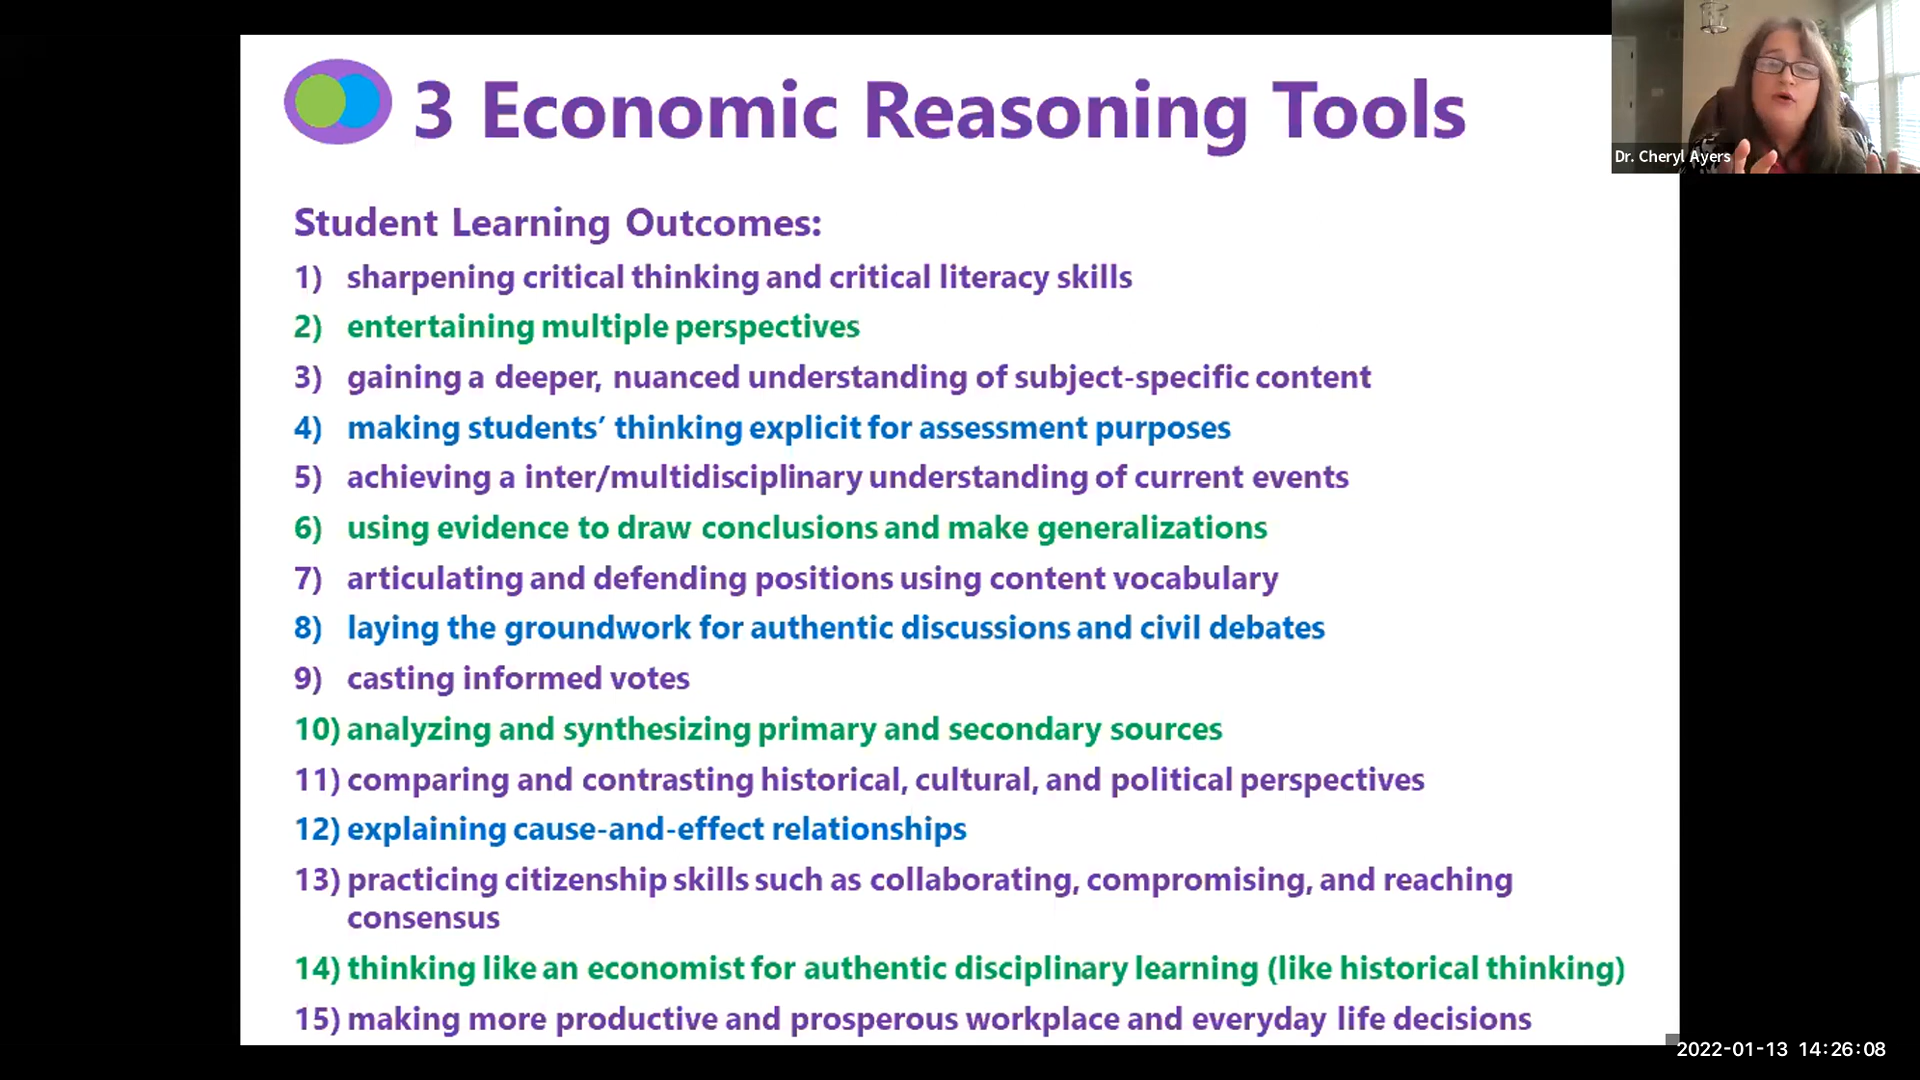 3 Economic Reasoning Tools
Dr. Cheryl Ayers
Student Learning Outcomes:
1) sharpening critical thinking and critical literacy skills
2) entertaining multiple perspectives
3) gaining a deeper, nuanced understanding of subject-specific content
4) making students’ thinking explicit for assessment purposes
5) achieving a inter/multidisciplinary understanding of current events
6) using evidence to draw conclusions and make generalizations
7) articulating and defending positions using content vocabulary
8) laying the groundwork for authentic discussions and civil debates
9) casting informed votes
10) analyzing and synthesizing primary and secondary sources
11) comparing and contrasting historical, cultural, and political perspectives
12) explaining cause-and-effect relationships
13) practicing citizenship skills such as collaborating, compromising, and reaching
consensus
14) thinking like an economist for authentic disciplinary learning (like historical thinking)
15) making more productive and prosperous workplace and everyday life decisions
2022-01-13 14:26:08